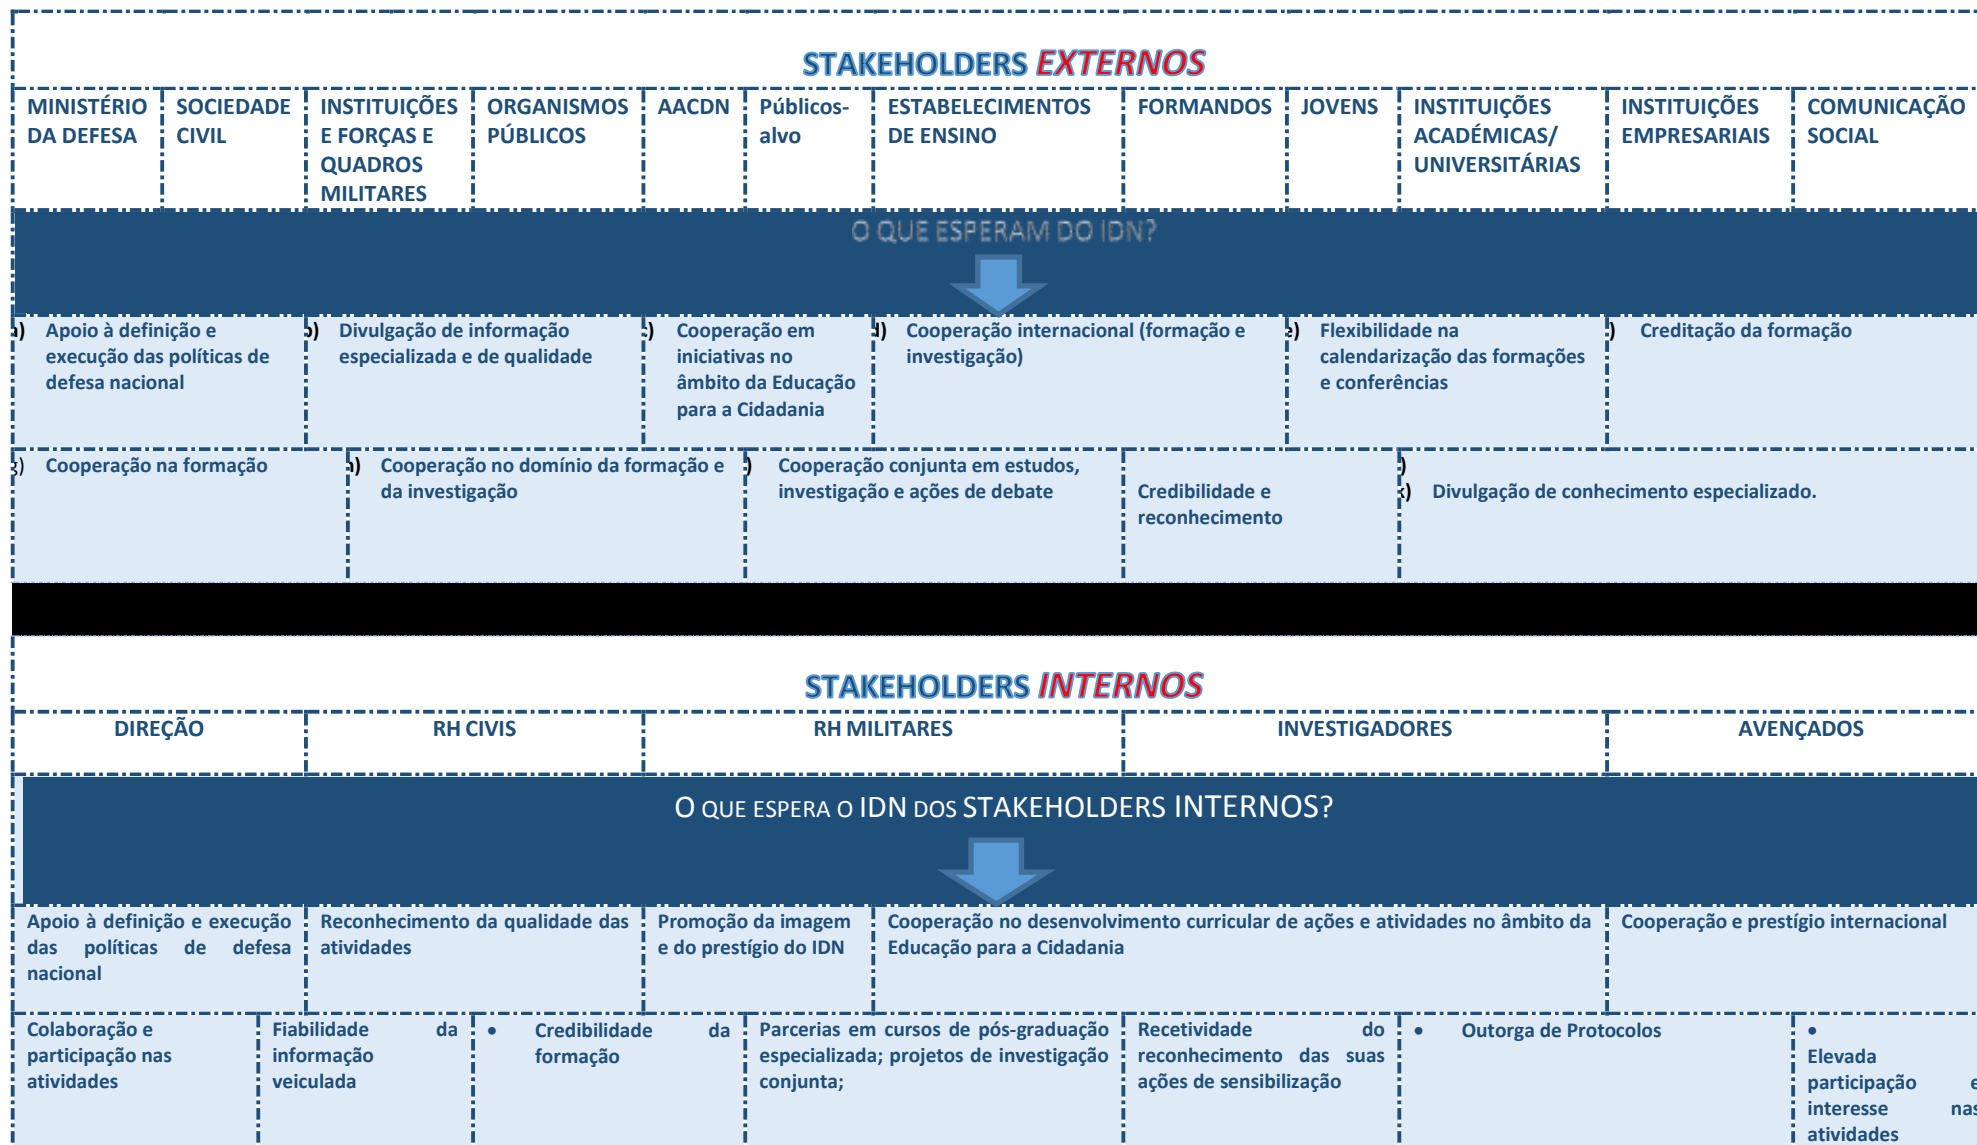 STAKEHOLDERS EXTERNOS
MINISTÉRIO
DA DEFESA
SOCIEDADE
CIVIL
INSTITUIÇÕES
E FORÇAS E
QUADROS
MILITARES
ORGANISMOS
PÚBLICOS
AACDN
Públicos-
alvo
ESTABELECIMENTOS
DE ENSINO
FORMANDOS
JOVENS
INSTITUIÇÕES
ACADÉMICAS/
UNIVERSITÁRIAS
INSTITUIÇÕES
EMPRESARIAIS
COMUNICAÇÃO
SOCIAL
O QUE ESPERAM DO IDN?
Apoio à definição e
execução das políticas de
defesa nacional
Divulgação de informação
especializada e de qualidade
Cooperação em
iniciativas no
âmbito da Educação
para a Cidadania
Cooperação internacional (formação e
investigação)
Flexibilidade na
calendarização das formações
e conferências
Creditação da formação
Cooperação na formação
Cooperação no domínio da formação e
da investigação
Cooperação conjunta em estudos,
investigação e ações de debate
Credibilidade e
reconhecimento
k) Divulgação de conhecimento especializado.
STAKEHOLDERS INTERNOS
DIREÇÃO
RH CIVIS
RH MILITARES
INVESTIGADORES
AVENÇADOS
O QUE ESPERA O IDN DOS STAKEHOLDERS INTERNOS?
Apoio à definição e execução
das políticas de defesa
nacional
Reconhecimento da qualidade das
atividades
Promoção da imagem
e do prestígio do IDN
Cooperação no desenvolvimento curricular de ações e atividades no âmbito da
Educação para a Cidadania
Cooperação e prestígio internacional
Colaboração e
participação nas
atividades
Fiabilidade da
informação
veiculada
• Credibilidade da
formação
Parcerias em cursos de pós-graduação
especializada; projetos de investigação
conjunta;
Recetividade do
reconhecimento das suas
ações de sensibilização
• Outorga de Protocolos
•
Elevada
participação e
interesse nas
atividades